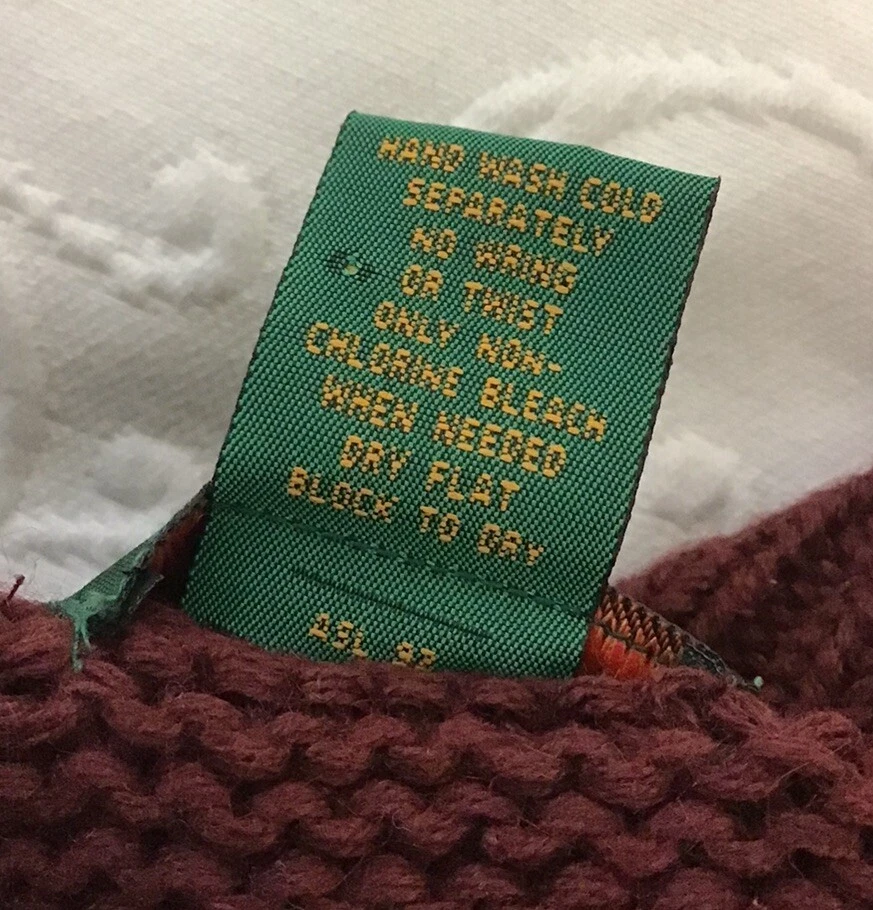 HAND WASH COLD
SEPARATELY
NO WRING
OR TWIST
ONLY NON-
CHLORINE BLEACH
WHEN NEEDED
DRY FLAT
BLOCK TO DRY